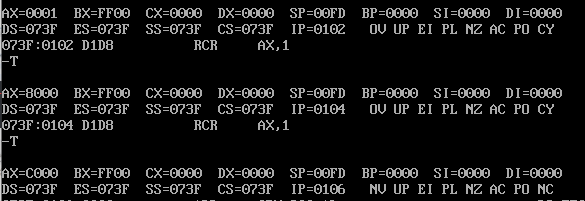 AX=0001 BX=FF00 CX=0000 DX=0000 SP=00FD BP=0000 SI=0000 DI=0000
DS=073F ES=073F SS=073F CS=073F IP=0102 OV UP EI PL NZ AC PO CY
073F:0102 D1D8 RCR AX,1
-T
AX=8000 BX=FF00 CX=0000 DX=0000 SP=00FD BP=0000 SI=0000 DI=0000
DS=073F ES=073F SS=073F CS=073F IP=0104 OV UP EI PL NZ AC PO CY
073F:0104 D1D8 RCR AX,1
-T
AX=C000 BX=FF00 CX=0000 DX=0000 SP=00FD BP=0000 SI=0000 DI=0000
DS=073F ES=073F SS=073F CS=073F IP=0106 NV UP EI PL NZ AC PO NC